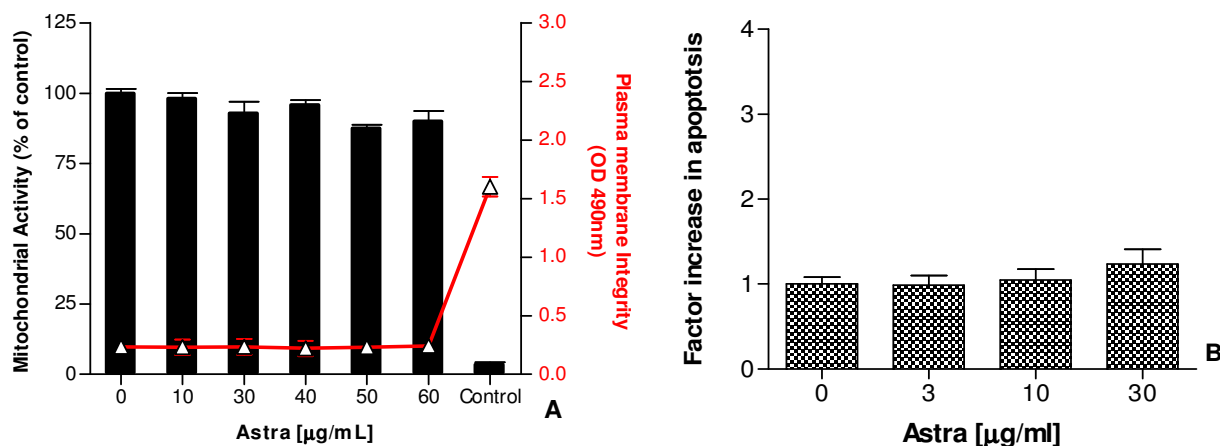 Mitochondrial Activity (% of control)
125
100
75
50
25
0
0 10 30 40 50 60 Control
Astra [μg/mL]
3.0
2.5
2.0
1.5
1.0
0.5
0.0
Plasma membrane Integrity
(OD 490nm)
A
Factor increase in apoptotsis
4
3
2
1
0
0 3 10 30
Astra [μg/ml]
B